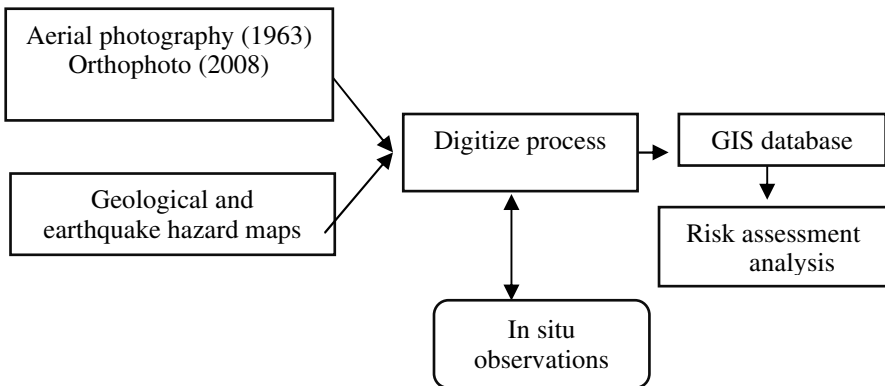 Aerial photography (1963)
Orthophoto (2008)
Geological and
earthquake hazard maps
Digitize process
GIS database
Risk assessment
analysis
In situ
observations